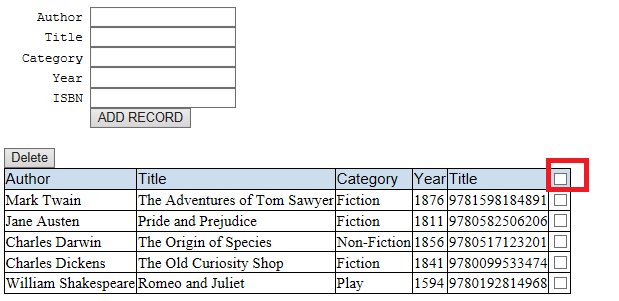 Author
Title
Category
Year
ISBN
ADD RECORD
Delete
Author Title Category Year Title
Mark Twain The Adventures of Tom Sawyer Fiction 1876 9781598184891
Jane Austen Pride and Prejudice Fiction 1811 9780582506206
Charles Darwin The Origin of Species Non-Fiction 1856 9780517123201
Charles Dickens The Old Curiosity Shop Fiction 1841 9780099533474
William Shakespeare Romeo and Juliet Play 1594 9780192814968